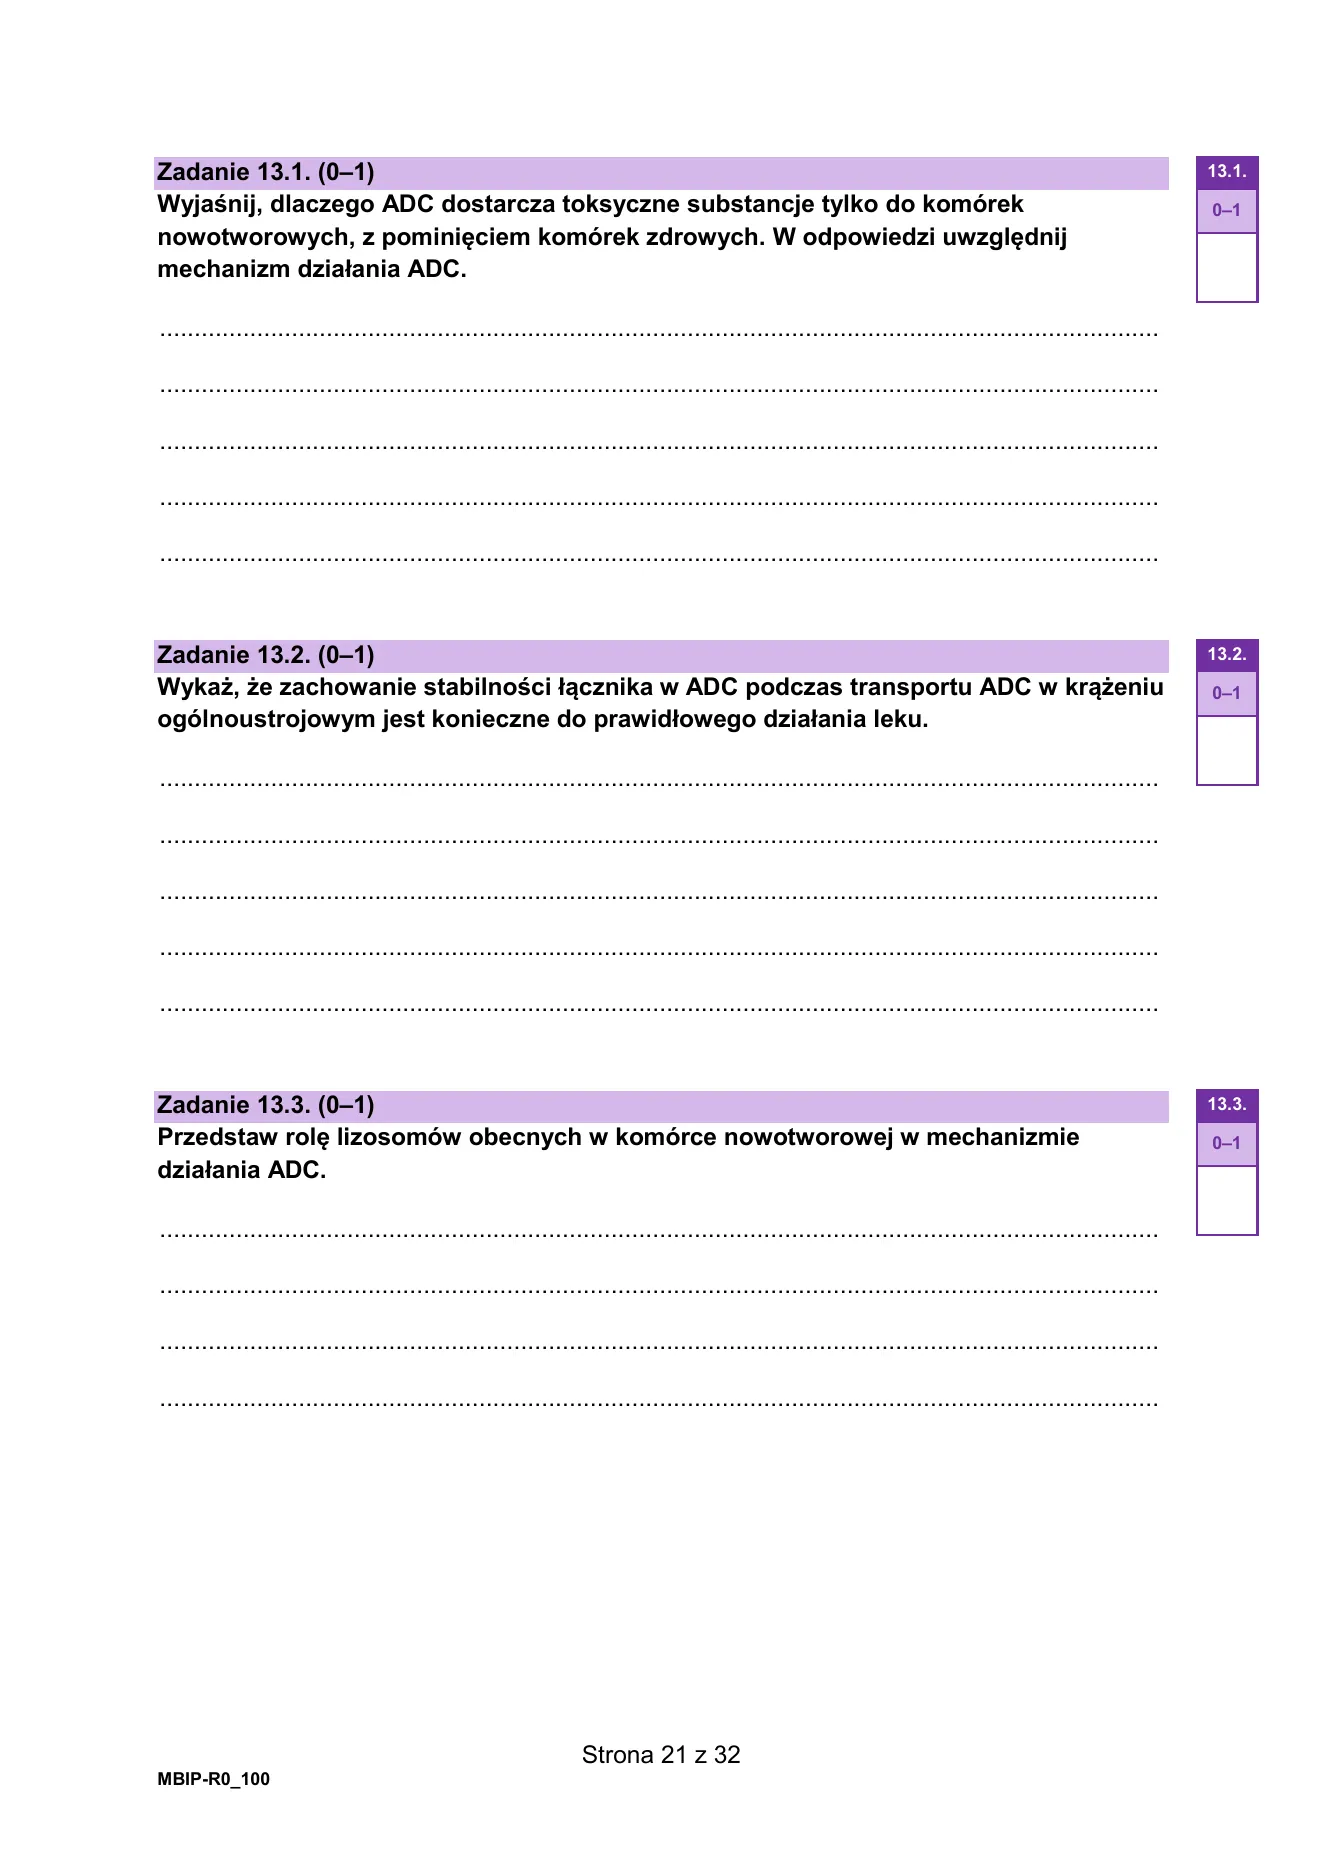 Zadanie 13.1. (0–1)
13.1.
Wyjaśnij, dlaczego ADC dostarcza toksyczne substancje tylko do komórek
0–1
nowotworowych, z pominięciem komórek zdrowych. W odpowiedzi uwzględnij
mechanizm działania ADC.
Zadanie 13.2. (0–1)
13.2.
Wykaż, że zachowanie stabilności łącznika w ADC podczas transportu ADC w krążeniu
0–1
ogólnoustrojowym jest konieczne do prawidłowego działania leku.
Zadanie 13.3. (0–1)
13.3.
Przedstaw rolę lizosomów obecnych w komórce nowotworowej w mechanizmie
0–1
działania ADC.
Strona 21 z 32
MBIP-R0_100